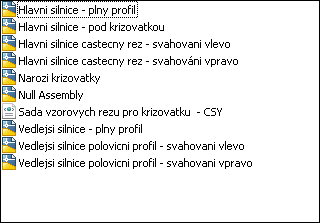 Hlavni silnice - plny profil
Hlavni silnice - pod krizovatkou
Hlavni silnice castecny rez - svahovani vlevo
Hlavni silnice castecny rez - svahováni vpravo
Narozi krizovatky
Null Assembly
Sada vzorovych rezu pro krizovatku  - CSY
Vedlejsi silnice - plny profil
Vedlejsi silnice polovicni profil - svahovani vlevo
Vedlejsi silnice polovicni profil - svahovani vpravo